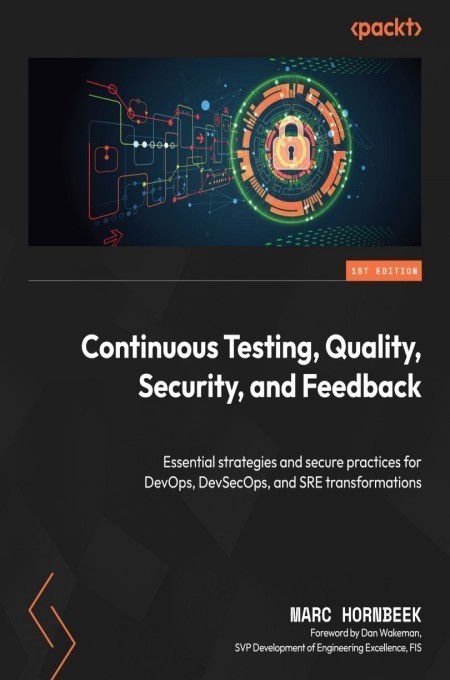 <packt>
1ST EDITION
Continuous Testing, Quality,
Security, and Feedback
Essential strategies and secure practices for
DevOps, DevSecOps, and SRE transformations
MARC HORNBEEK
Foreword by Dan Wakeman,
SVP Development of Engineering Excellence, FIS